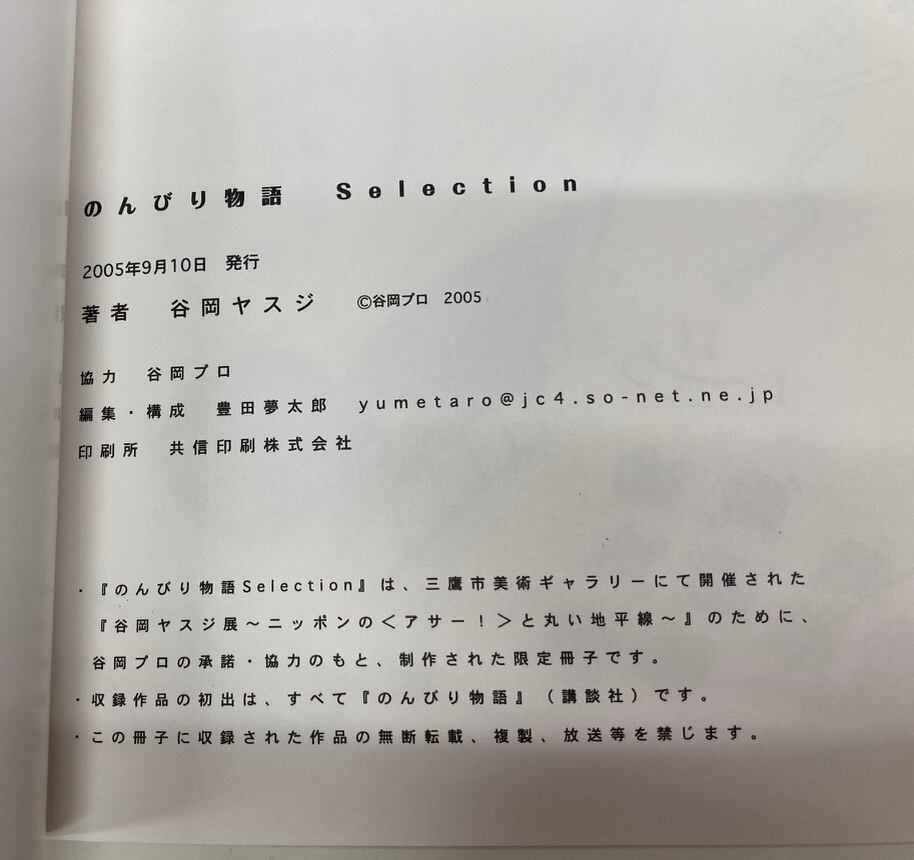 のんびり物語　Selection
2005年9月10日　発行
著者　谷岡ヤスジ　©谷岡プロ　2005
協力　谷岡プロ
編集・構成　豊田夢太郎　yumetaro@jc4.so-net.ne.jp
印刷所　共信印刷株式会社
・『のんびり物語Selection』は、三鷹市美術ギャラリーにて開催された
『谷岡ヤスジ展～ニッポンの＜アサー！＞と丸い地平線～』のために、
谷岡プロの承諾・協力のもと、制作された限定冊子です。
・収録作品の初出は、すべて『のんびり物語』（講談社）です。
・この冊子に収録された作品の無断転載、複製、放送等を禁じます。